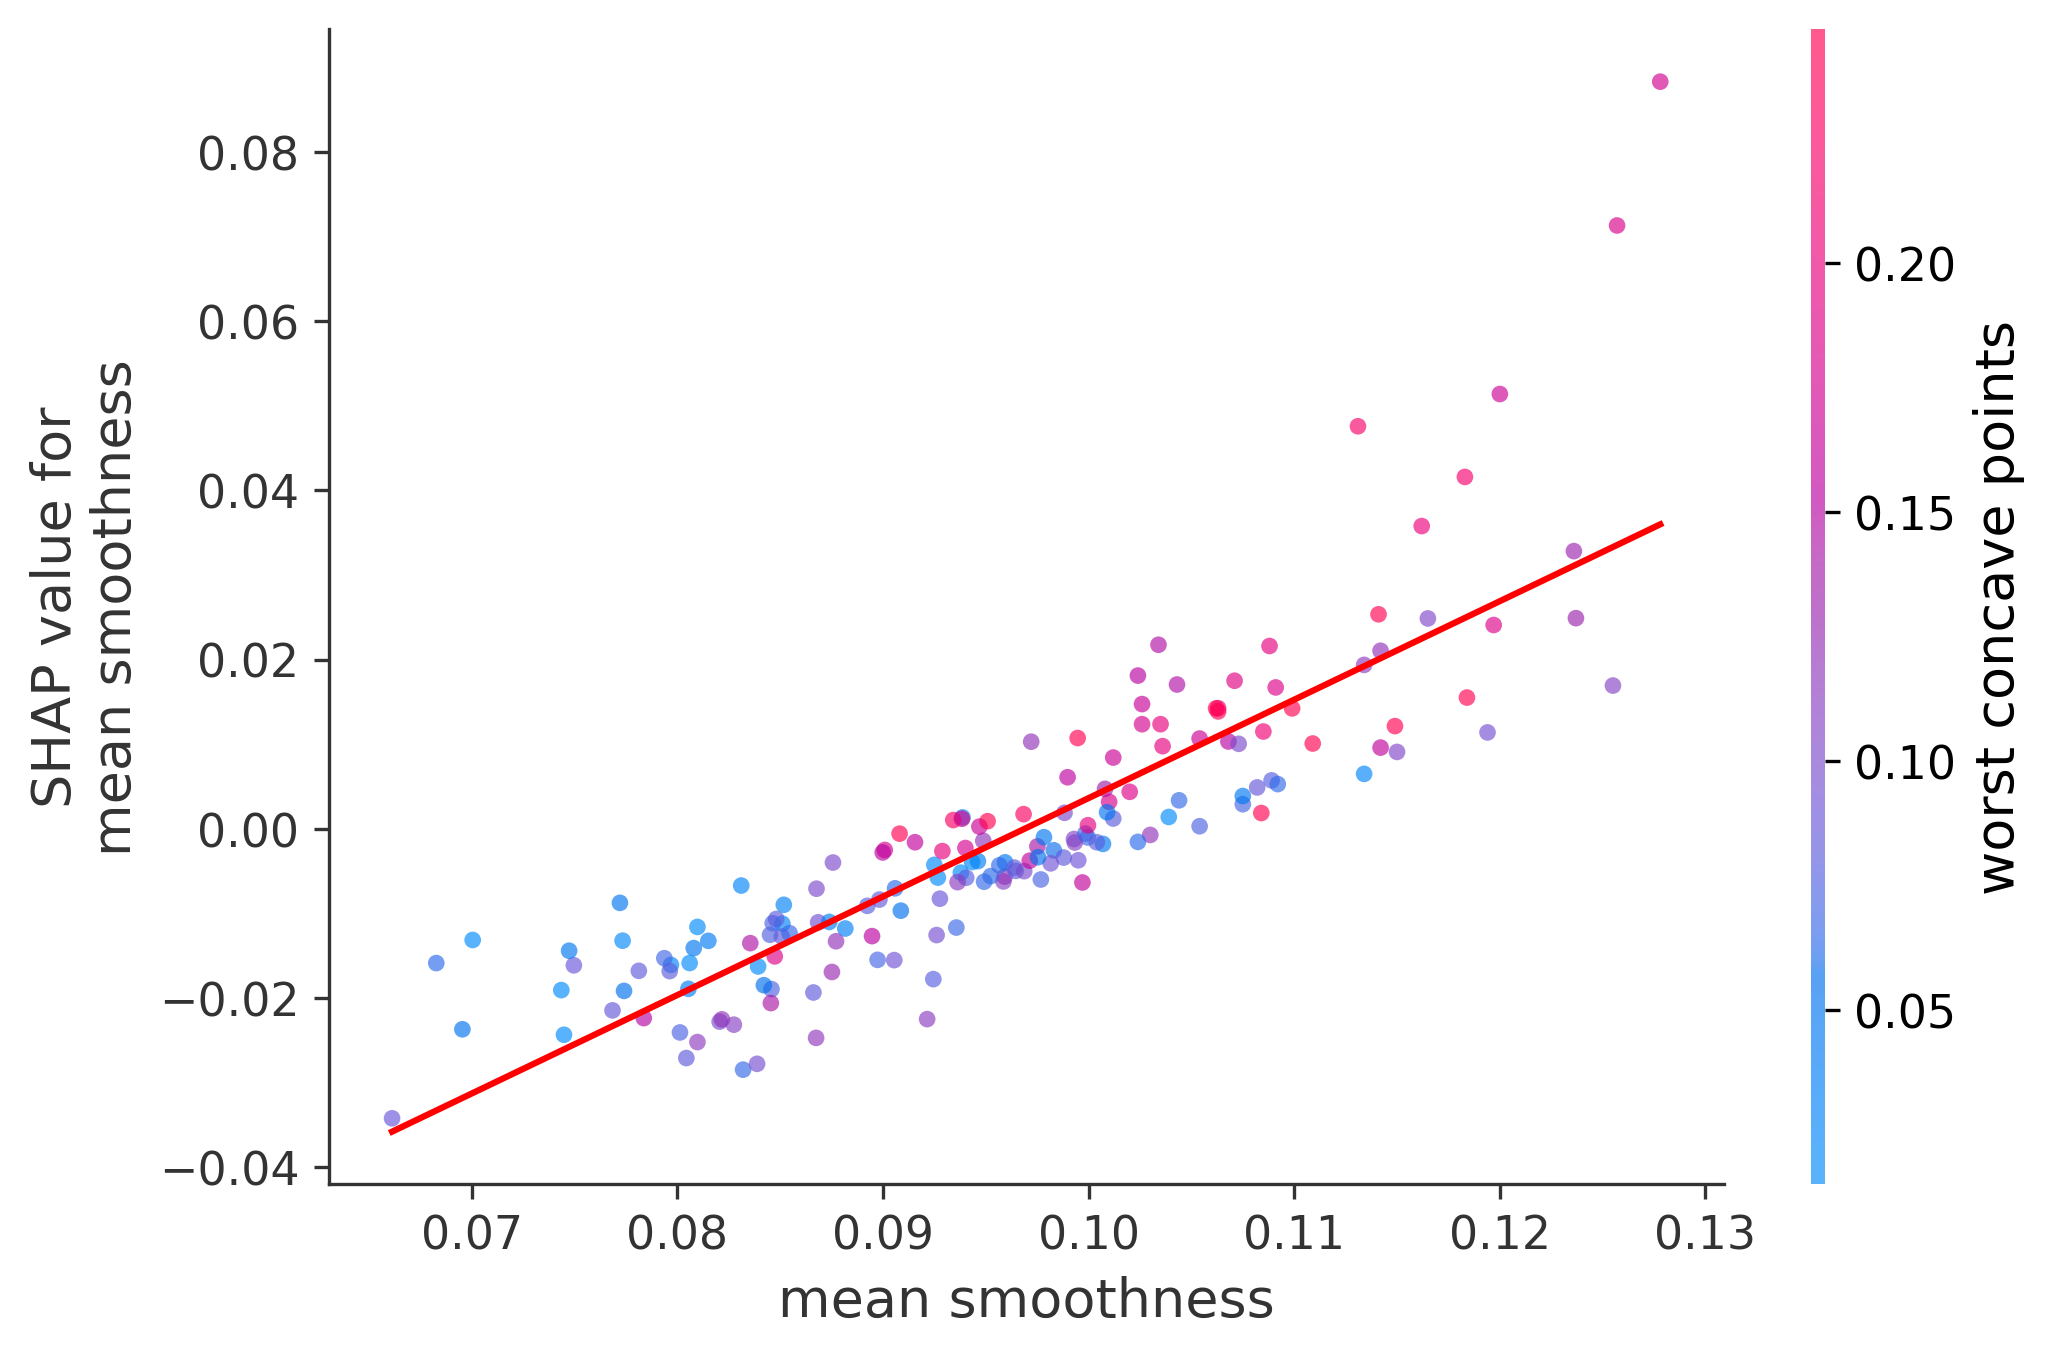 SHAP value for
mean smoothness
0.08
0.06
0.04
0.02
0.00
−0.02
−0.04
0.07 0.08 0.09 0.10 0.11 0.12 0.13
mean smoothness
0.20
0.15
0.10
0.05
worst concave points